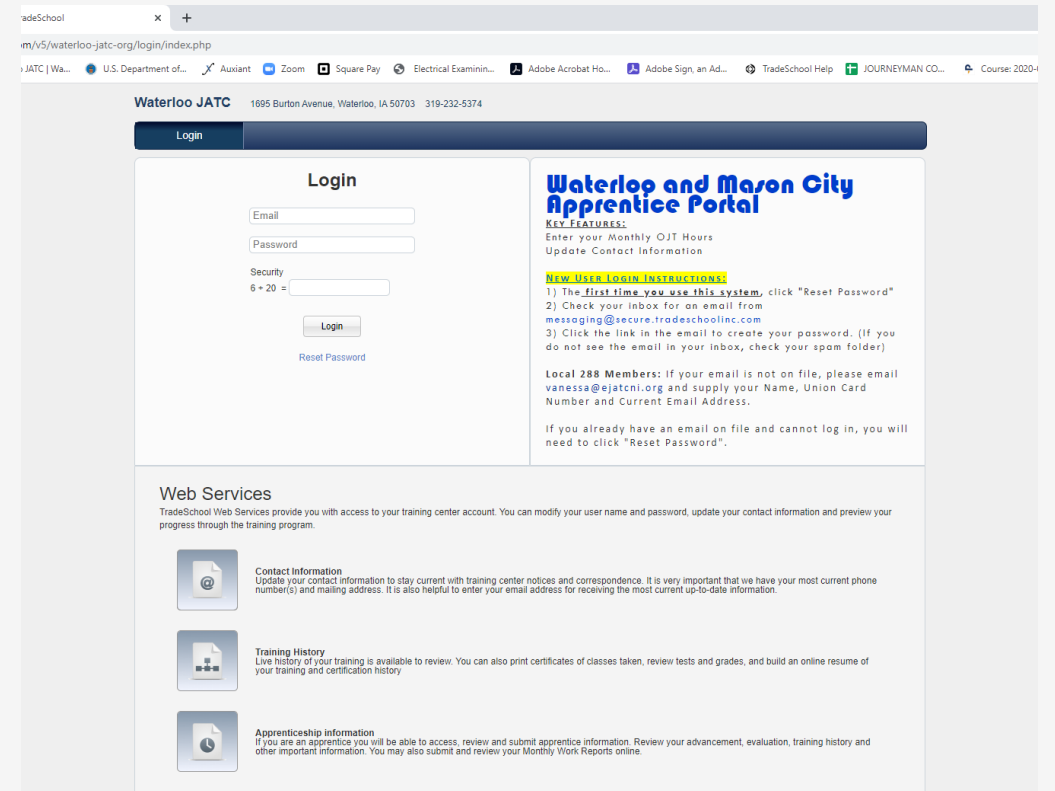 radeSchool × +
om/v5/waterloo-jatc-org/login/index.php
JATC | Wa... U.S. Department of... Auxiant Zoom Square Pay Electrical Examinin... Adobe Acrobat Ho... Adobe Sign, an Ad... TradeSchool Help JOURNEYMAN CO... Course: 2020-
Waterloo JATC 1695 Burton Avenue, Waterloo, IA 50703 319-232-5374
Login
Login
Email
Password
Security
6 + 20 =
Login
Reset Password
Waterloo and Mason City
Apprentice Portal
KEY FEATURES:
Enter your Monthly OJT Hours
Update Contact Information
NEW USER LOGIN INSTRUCTIONS:
1) The first time you use this system, click "Reset Password"
2) Check your inbox for an email from
messaging@secure.tradeschoolinc.com
3) Click the link in the email to create your password. (If you
do not see the email in your inbox, check your spam folder)
Local 288 Members: If your email is not on file, please email
vanessa@ejatcni.org and supply your Name, Union Card
Number and Current Email Address.
If you already have an email on file and cannot log in, you will
need to click "Reset Password".
Web Services
TradeSchool Web Services provide you with access to your training center account. You can modify your user name and password, update your contact information and preview your
progress through the training program.
Contact Information
Update your contact information to stay current with training center notices and correspondence. It is very important that we have your most current phone
number(s) and mailing address. It is also helpful to enter your email address for receiving the most current up-to-date information.
Training History
Live history of your training is available to review. You can also print certificates of classes taken, review tests and grades, and build an online resume of
your training and certification history
Apprenticeship information
If you are an apprentice you will be able to access, review and submit apprentice information. Review your advancement, evaluation, training history and
other important information. You may also submit and review your Monthly Work Reports online.